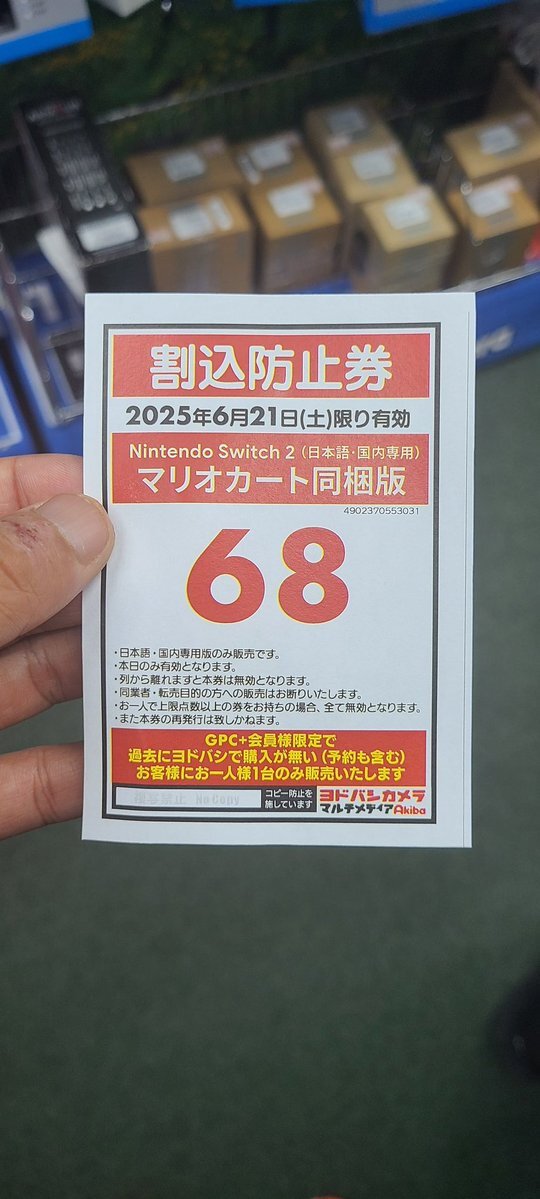 割込防止券
2025年6月21日(土)限り有効
Nintendo Switch 2（日本語・国内専用）
マリオカート同梱版
4902370553031
68
・日本語・国内専用版のみ販売です。
・本日のみ有効となります。
・列から離れますと本券は無効となります。
・同業者・転売目的の方への販売はお断りいたします。
・お一人で上限点数以上の券をお持ちの場合、全て無効となります。
・また本券の再発行は致しかねます。
GPC+会員様限定で
過去にヨドバシで購入が無い（予約も含む）
お客様にお一人様1台のみ販売いたします
複写禁止 No Copy
コピー防止を
施しています
ヨドバシカメラ
マルチメディアAkiba